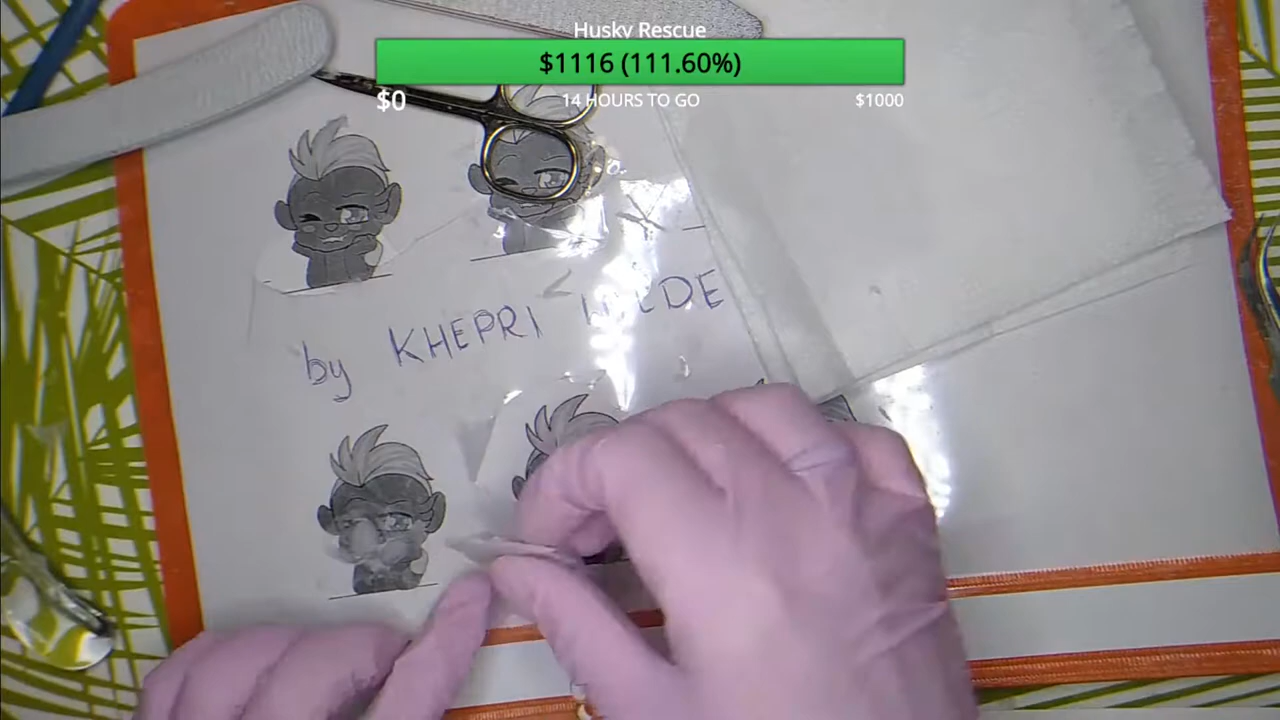 Husky Rescue
$1116 (111.60%)
$0 14 HOURS TO GO $1000
by KHEPRI